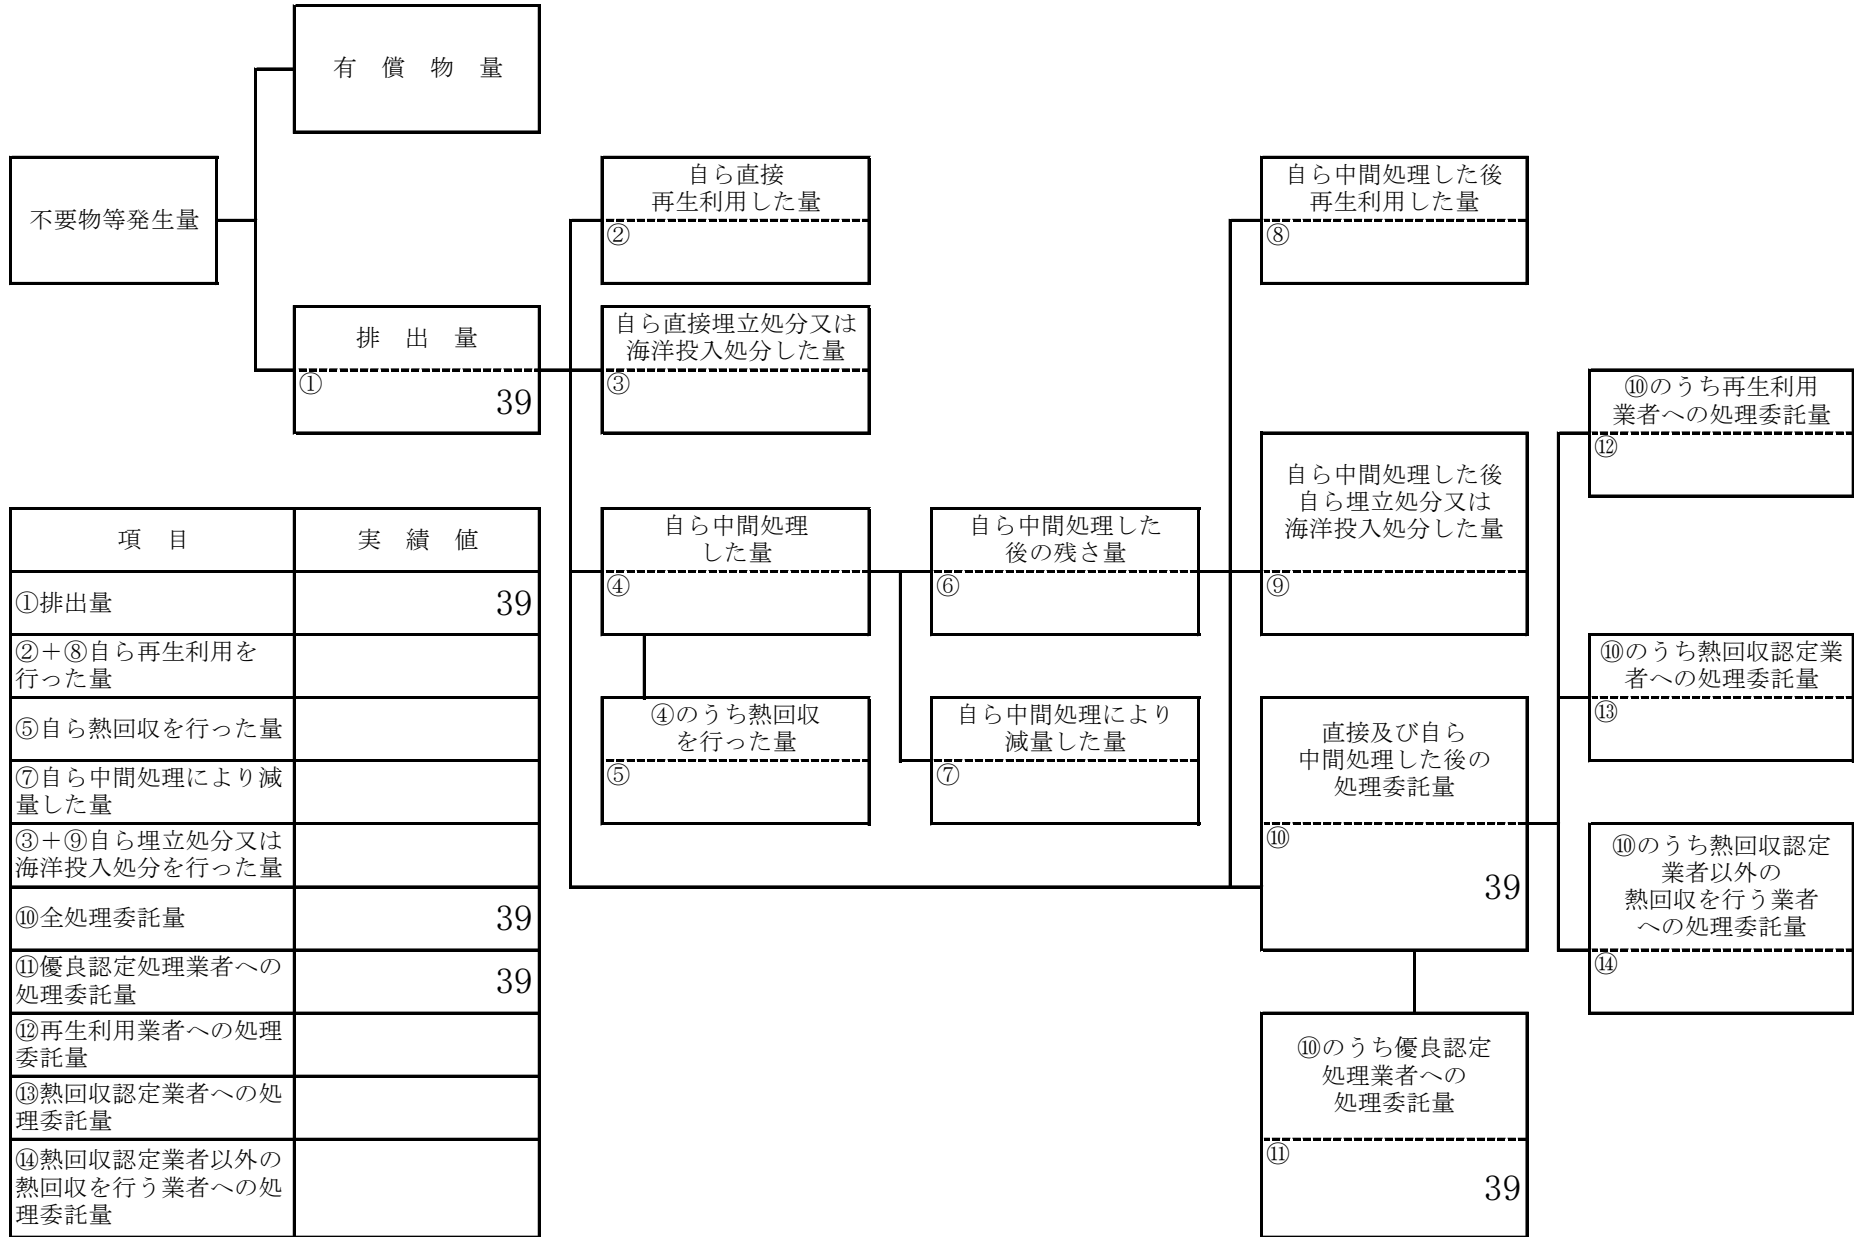 有 償 物 量
不要物等発生量
排 出 量
①
39
自ら直接
再生利用した量
②
自ら直接埋立処分又は
海洋投入処分した量
③
自ら中間処理
した量
④
④のうち熱回収
を行った量
⑤
自ら中間処理した
後の残さ量
⑥
自ら中間処理により
減量した量
⑦
自ら中間処理した後
再生利用した量
⑧
自ら中間処理した後
自ら埋立処分又は
海洋投入処分した量
⑨
直接及び自ら
中間処理した後の
処理委託量
⑩
39
⑩のうち優良認定
処理業者への
処理委託量
⑪
39
⑩のうち再生利用
業者への処理委託量
⑫
⑩のうち熱回収認定業
者への処理委託量
⑬
⑩のうち熱回収認定
業者以外の
熱回収を行う業者
への処理委託量
⑭
項 目
実 績 値
①排出量
39
②+⑧自ら再生利用を
行った量
⑤自ら熱回収を行った量
⑦自ら中間処理により減
量した量
③+⑨自ら埋立処分又は
海洋投入処分を行った量
⑩全処理委託量
39
⑪優良認定処理業者への
処理委託量
39
⑫再生利用業者への処理
委託量
⑬熱回収認定業者への処
理委託量
⑭熱回収認定業者以外の
熱回収を行う業者への処
理委託量